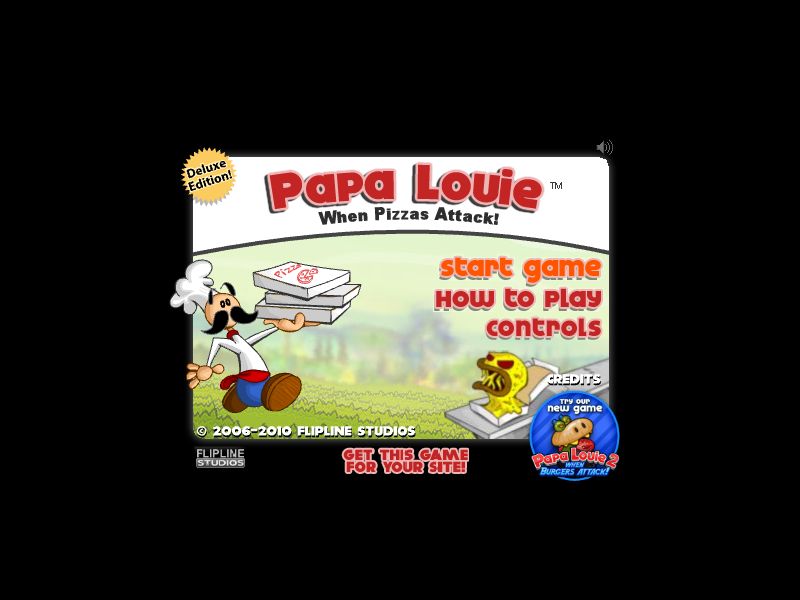 Deluxe
Edition!
Papa Louie ™
When Pizzas Attack!
Pizza
start game
How to play
controls
CREDITS
Try our
new game
Papa Louie 2
WHEN
BURGERS ATTACK!
© 2006-2010 FLIPLINE STUDIOS
FLIPLINE
STUDIOS
GET THIS GAME
FOR YOUR SITE!